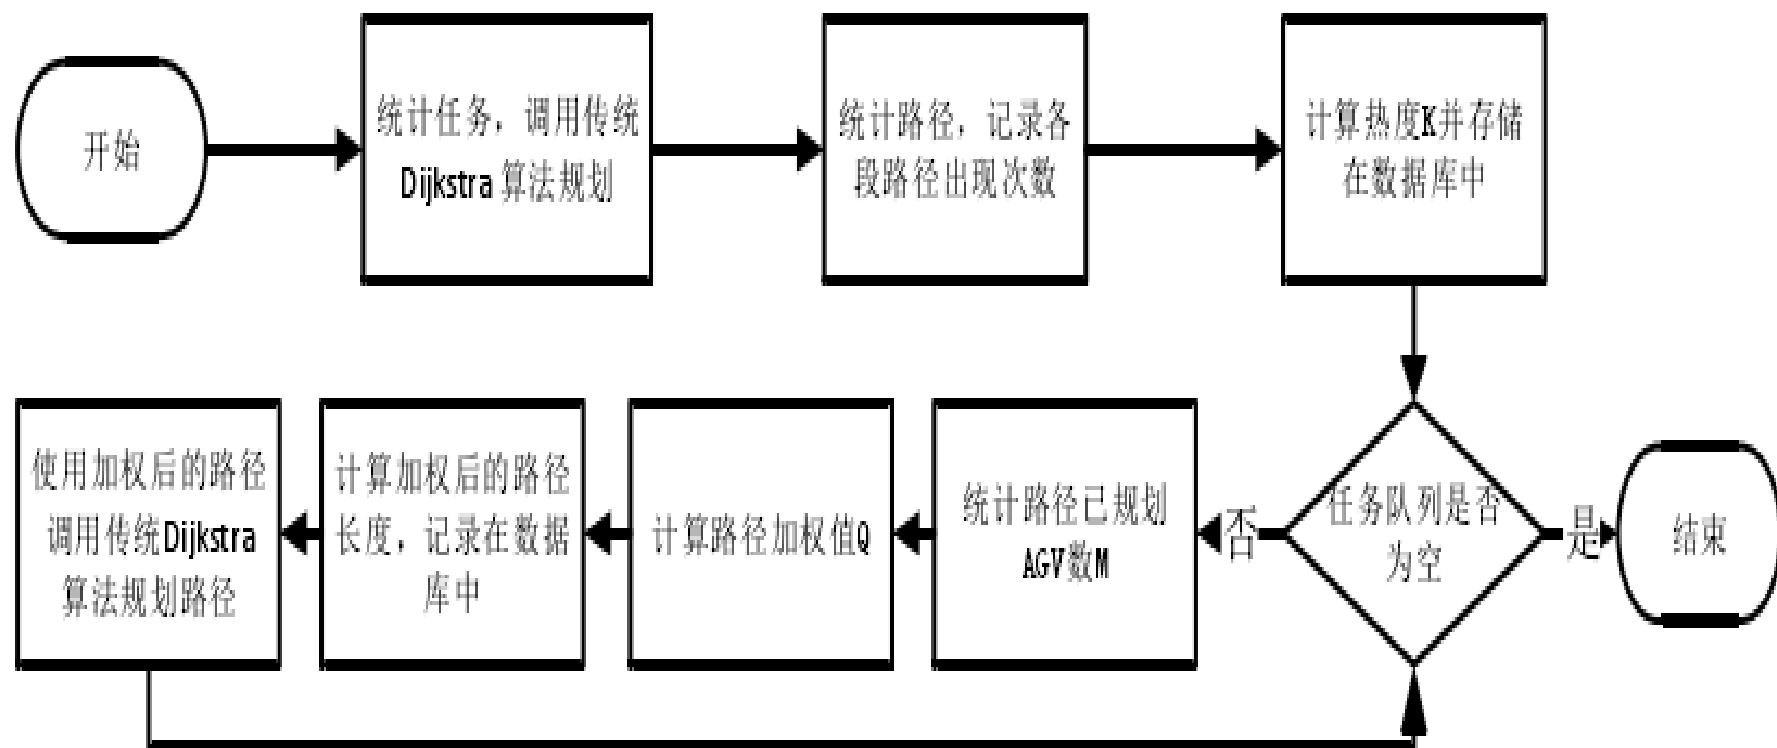 开始
统计任务，调用传统
Dijkstra 算法规划
统计路径，记录各
段路径出现次数
计算热度K并存储
在数据库中
任务队列是否
为空
是
结束
否
统计路径已规划
AGV数M
计算路径加权值Q
计算加权后的路径
长度，记录在数据
库中
使用加权后的路径
调用传统Dijkstra
算法规划路径